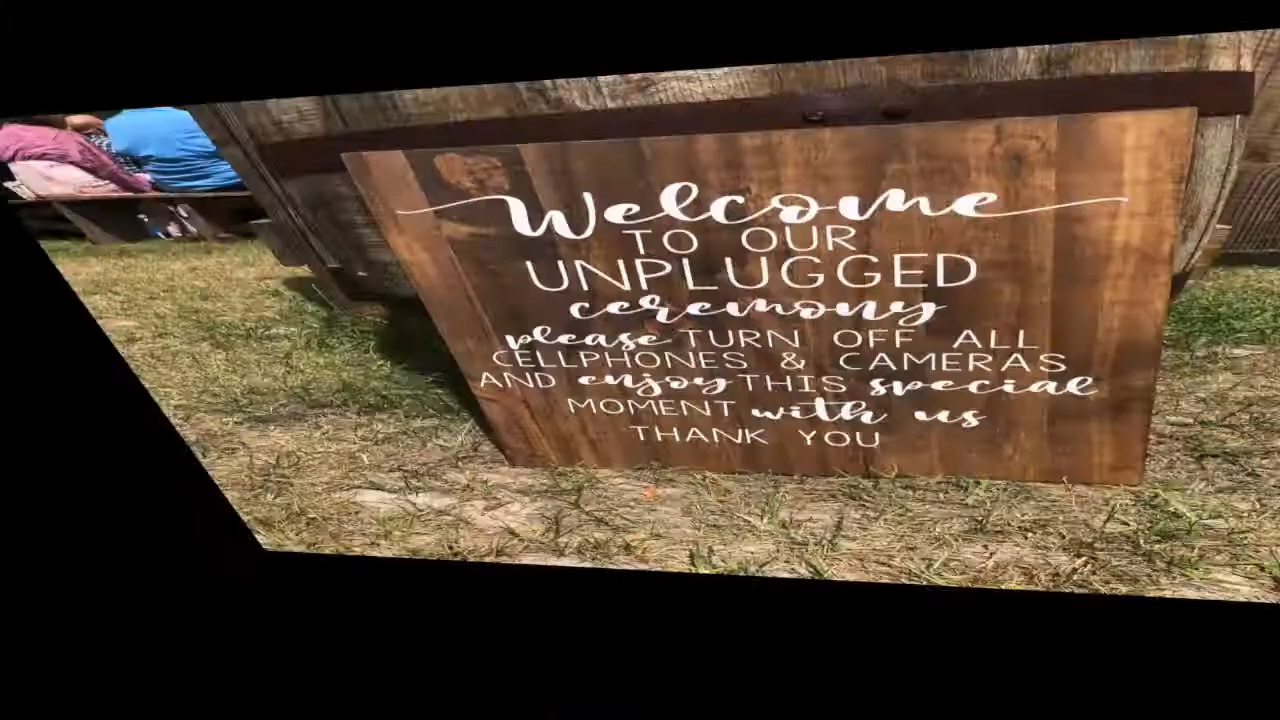 Welcome
TO OUR
UNPLUGGED
ceremony
please TURN OFF ALL
CELLPHONES & CAMERAS
AND enjoy THIS special
MOMENT with us
THANK YOU